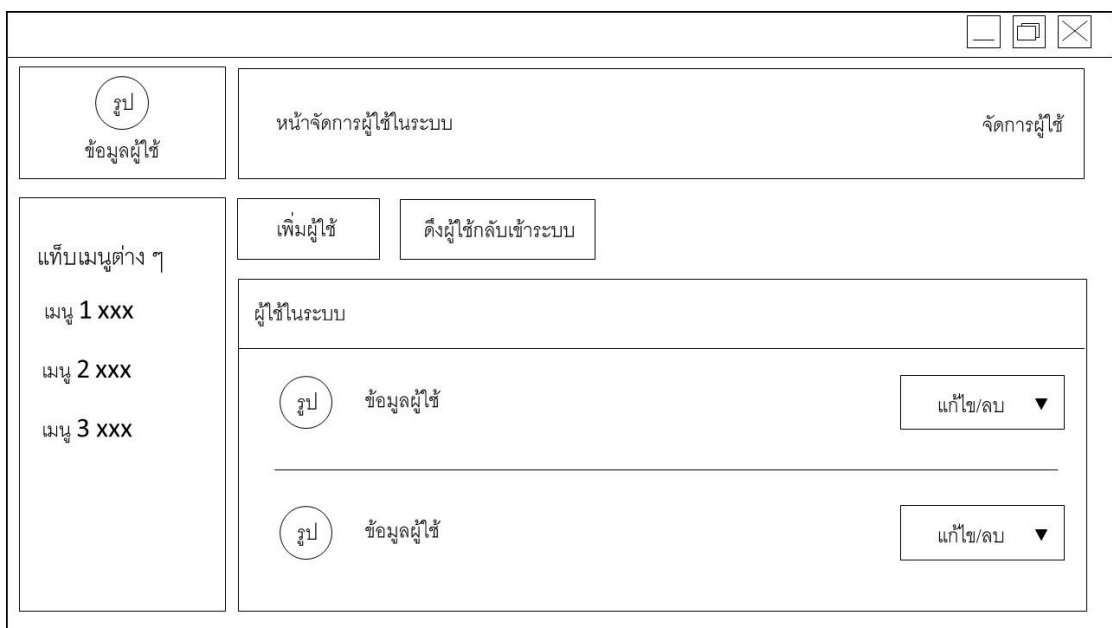 รูป
ข้อมูลผู้ใช้
หน้าจัดการผู้ใช้ในระบบ
จัดการผู้ใช้
แท็บเมนูต่าง ๆ
เมนู 1 xxx
เมนู 2 xxx
เมนู 3 xxx
เพิ่มผู้ใช้
ดึงผู้ใช้กลับเข้าระบบ
ผู้ใช้ในระบบ
รูป ข้อมูลผู้ใช้ แก้ไข/ลบ ▼
รูป ข้อมูลผู้ใช้ แก้ไข/ลบ ▼